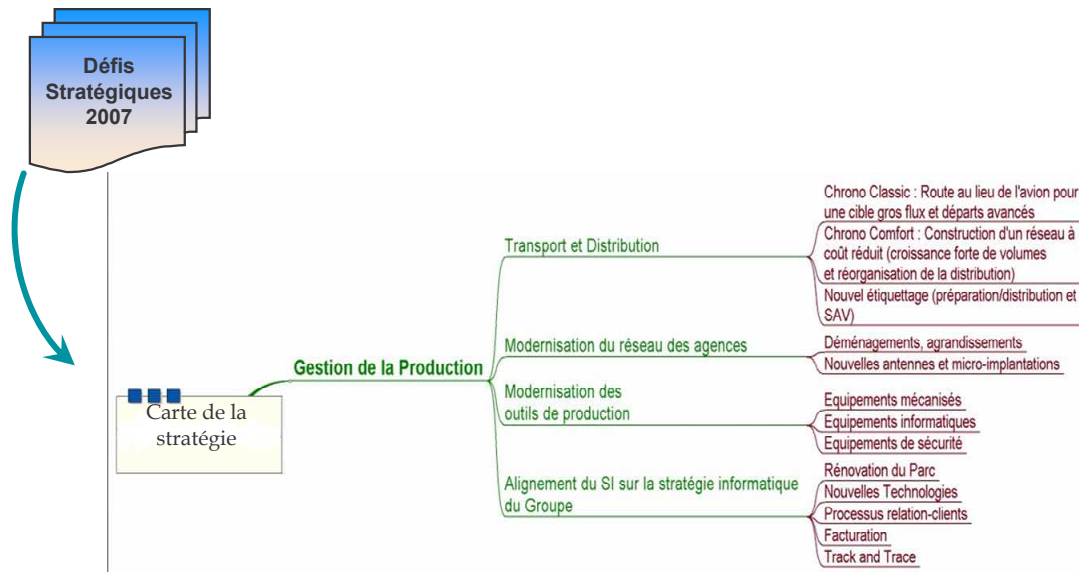 Défis
Stratégiques
2007
Carte de la
stratégie
Gestion de la Production
Transport et Distribution
Chrono Classic : Route au lieu de l'avion pour
une cible gros flux et départs avancés
Chrono Comfort : Construction d'un réseau à
coût réduit (croissance forte de volumes
et réorganisation de la distribution)
Nouvel étiquettage (préparation/distribution et
SAV)
Modernisation du réseau des agences
Déménagements, agrandissements
Nouvelles antennes et micro-implantations
Modernisation des
outils de production
Equipements mécanisés
Equipements informatiques
Equipements de sécurité
Alignement du SI sur la stratégie informatique
du Groupe
Rénovation du Parc
Nouvelles Technologies
Processus relation-clients
Facturation
Track and Trace